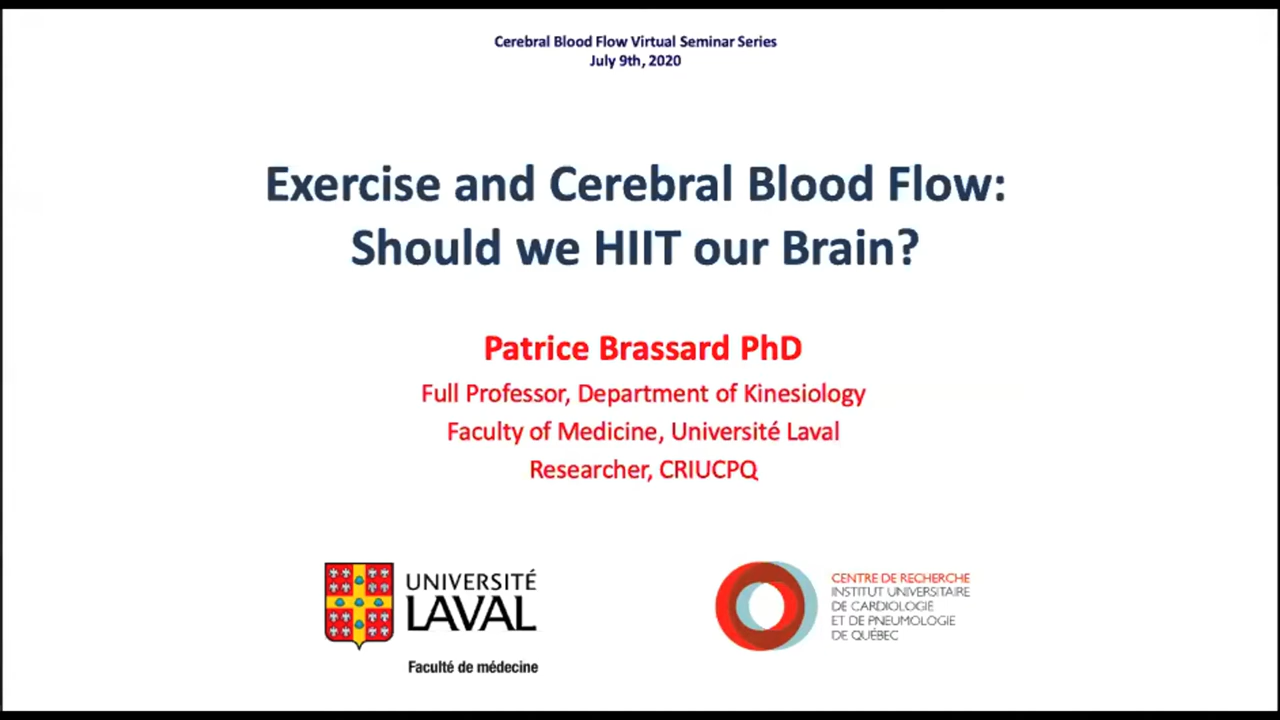 Cerebral Blood Flow Virtual Seminar Series
July 9th, 2020
Exercise and Cerebral Blood Flow:
Should we HIIT our Brain?
Patrice Brassard PhD
Full Professor, Department of Kinesiology
Faculty of Medicine, Université Laval
Researcher, CRIUCPQ
UNIVERSITÉ
LAVAL
Faculté de médecine
CENTRE DE RECHERCHE
INSTITUT UNIVERSITAIRE
DE CARDIOLOGIE
ET DE PNEUMOLOGIE
DE QUÉBEC